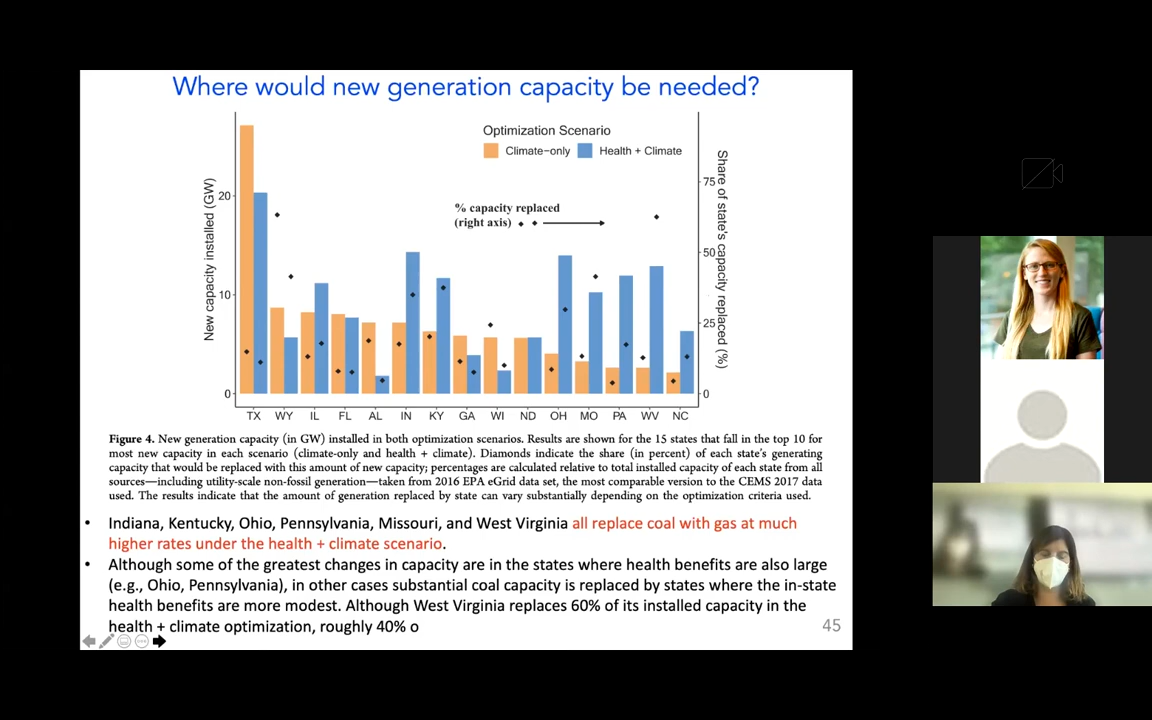 Where would new generation capacity be needed?
Optimization Scenario
Climate−only
Health + Climate
% capacity replaced
(right axis)
New capacity installed (GW)
20
10
0
Share of state's capacity replaced (%)
75
50
25
0
TX WY IL FL AL IN KY GA WI ND OH MO PA WV NC
Figure 4. New generation capacity (in GW) installed in both optimization scenarios. Results are shown for the 15 states that fall in the top 10 for
most new capacity in each scenario (climate-only and health + climate). Diamonds indicate the share (in percent) of each state's generating
capacity that would be replaced with this amount of new capacity; percentages are calculated relative to total installed capacity of each state from all
sources—including utility-scale non-fossil generation—taken from 2016 EPA eGrid data set, the most comparable version to the CEMS 2017 data
used. The results indicate that the amount of generation replaced by state can vary substantially depending on the optimization criteria used.
• Indiana, Kentucky, Ohio, Pennsylvania, Missouri, and West Virginia all replace coal with gas at much
higher rates under the health + climate scenario.
• Although some of the greatest changes in capacity are in the states where health benefits are also large
(e.g., Ohio, Pennsylvania), in other cases substantial coal capacity is replaced by states where the in-state
health benefits are more modest. Although West Virginia replaces 60% of its installed capacity in the
health + climate optimization, roughly 40% o
45